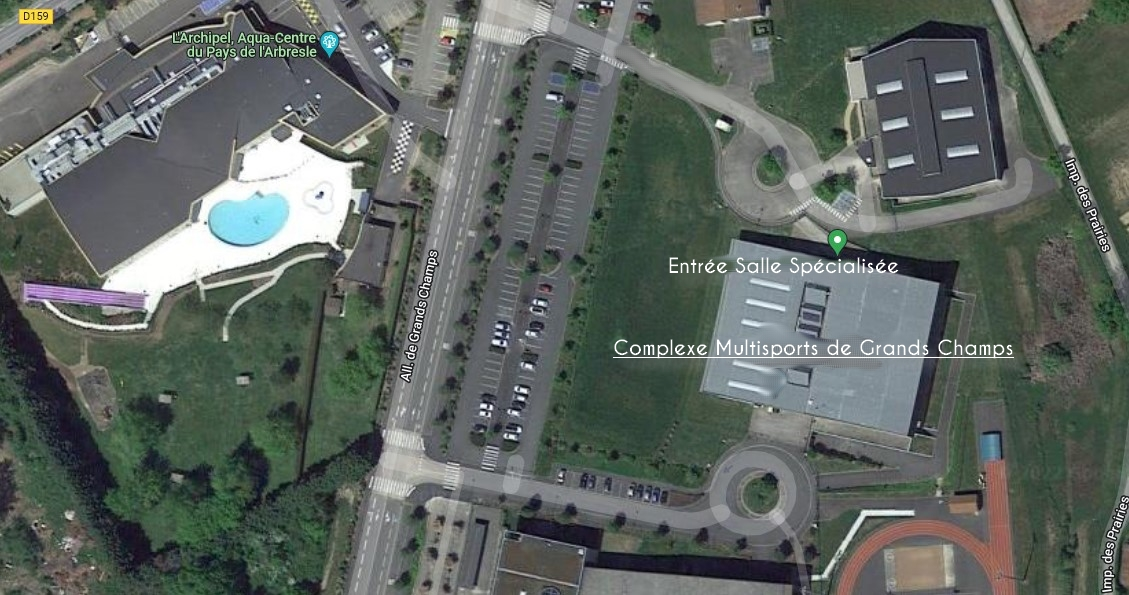 D159
L'Archipel, Aqua-Centre
du Pays de l'Arbresle
Imp. des Prairies
Entrée Salle Spécialisée
All. de Grands Champs
Complexe Multisports de Grands Champs
Imp. des Prairies